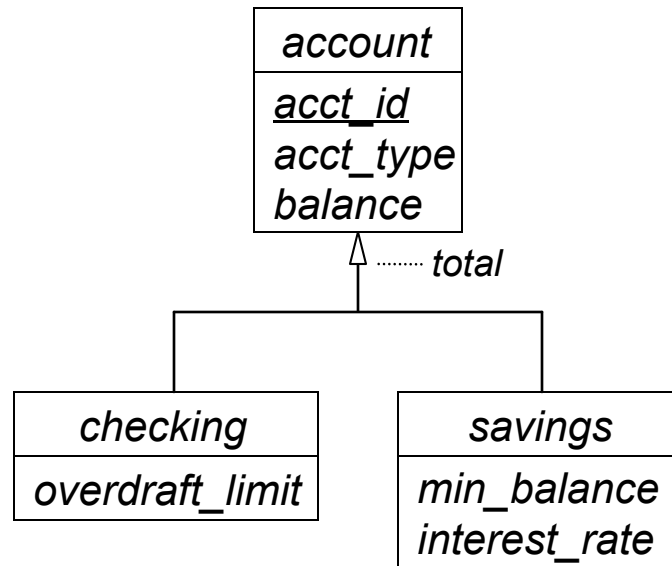 account
acct_id
acct_type
balance
total
checking
overdraft_limit
savings
min_balance
interest_rate